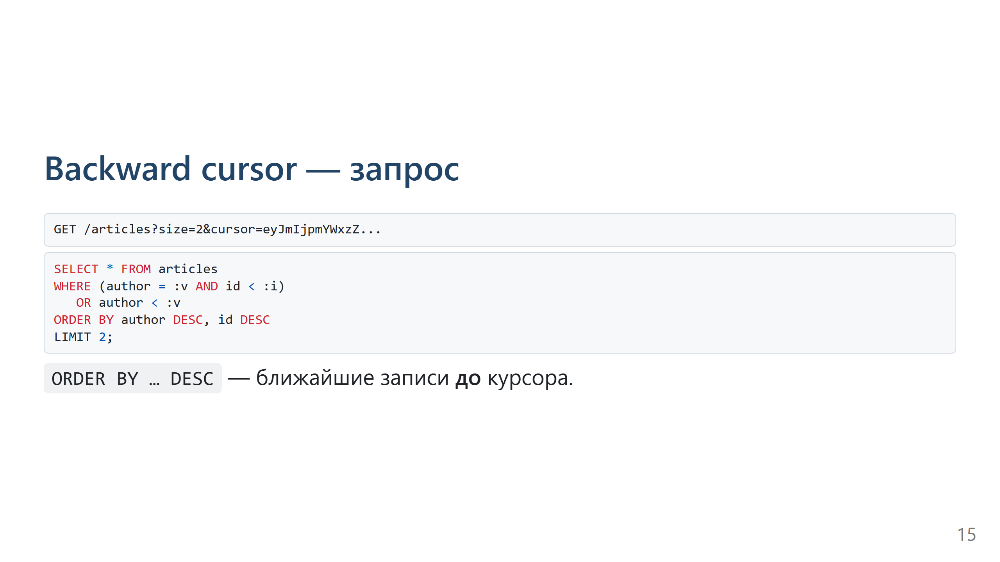 Backward cursor — запрос
GET /articles?size=2&cursor=eyJmIjpmYWxzZ...
SELECT * FROM articles
WHERE (author = :v AND id < :i)
   OR author < :v
ORDER BY author DESC, id DESC
LIMIT 2;
ORDER BY … DESC — ближайшие записи до курсора.
15